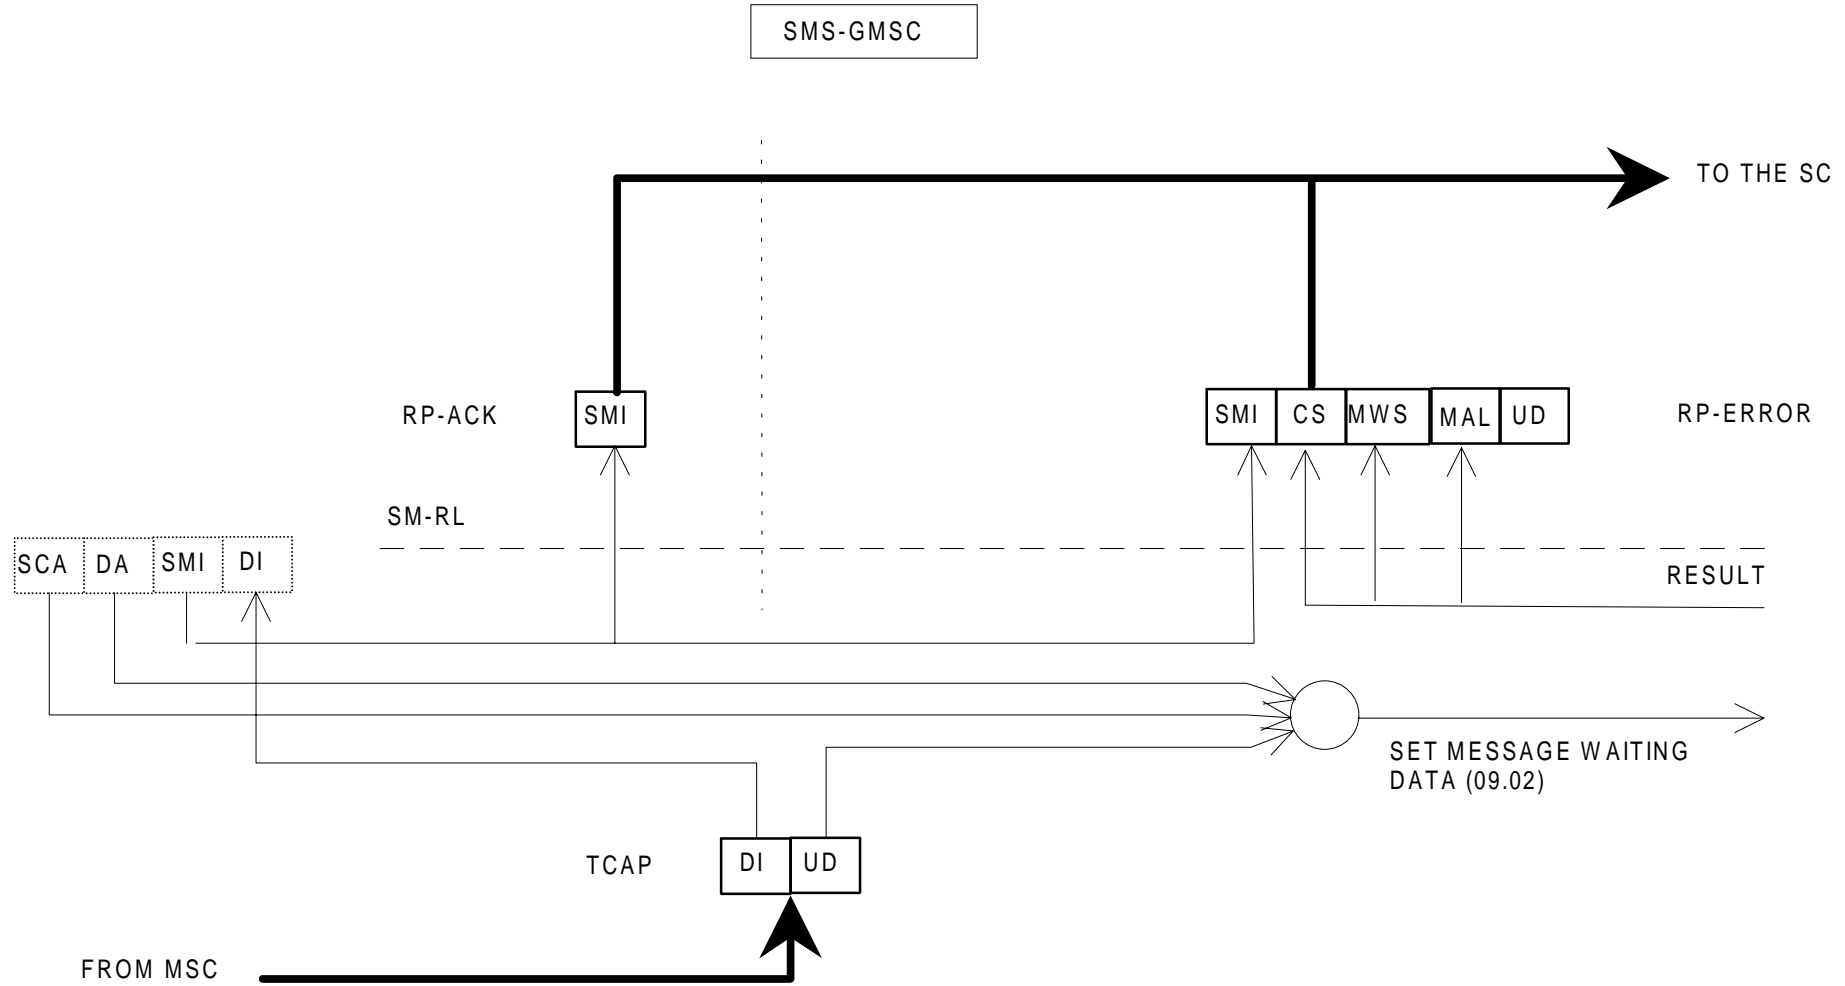 SMS-GMSC
TO THE SC
RP-ACK
SMI
SMI CS MWS MAL UD
RP-ERROR
SM-RL
SCA DA SMI DI
RESULT
SET MESSAGE WAITING
DATA (09.02)
TCAP
DI UD
FROM MSC